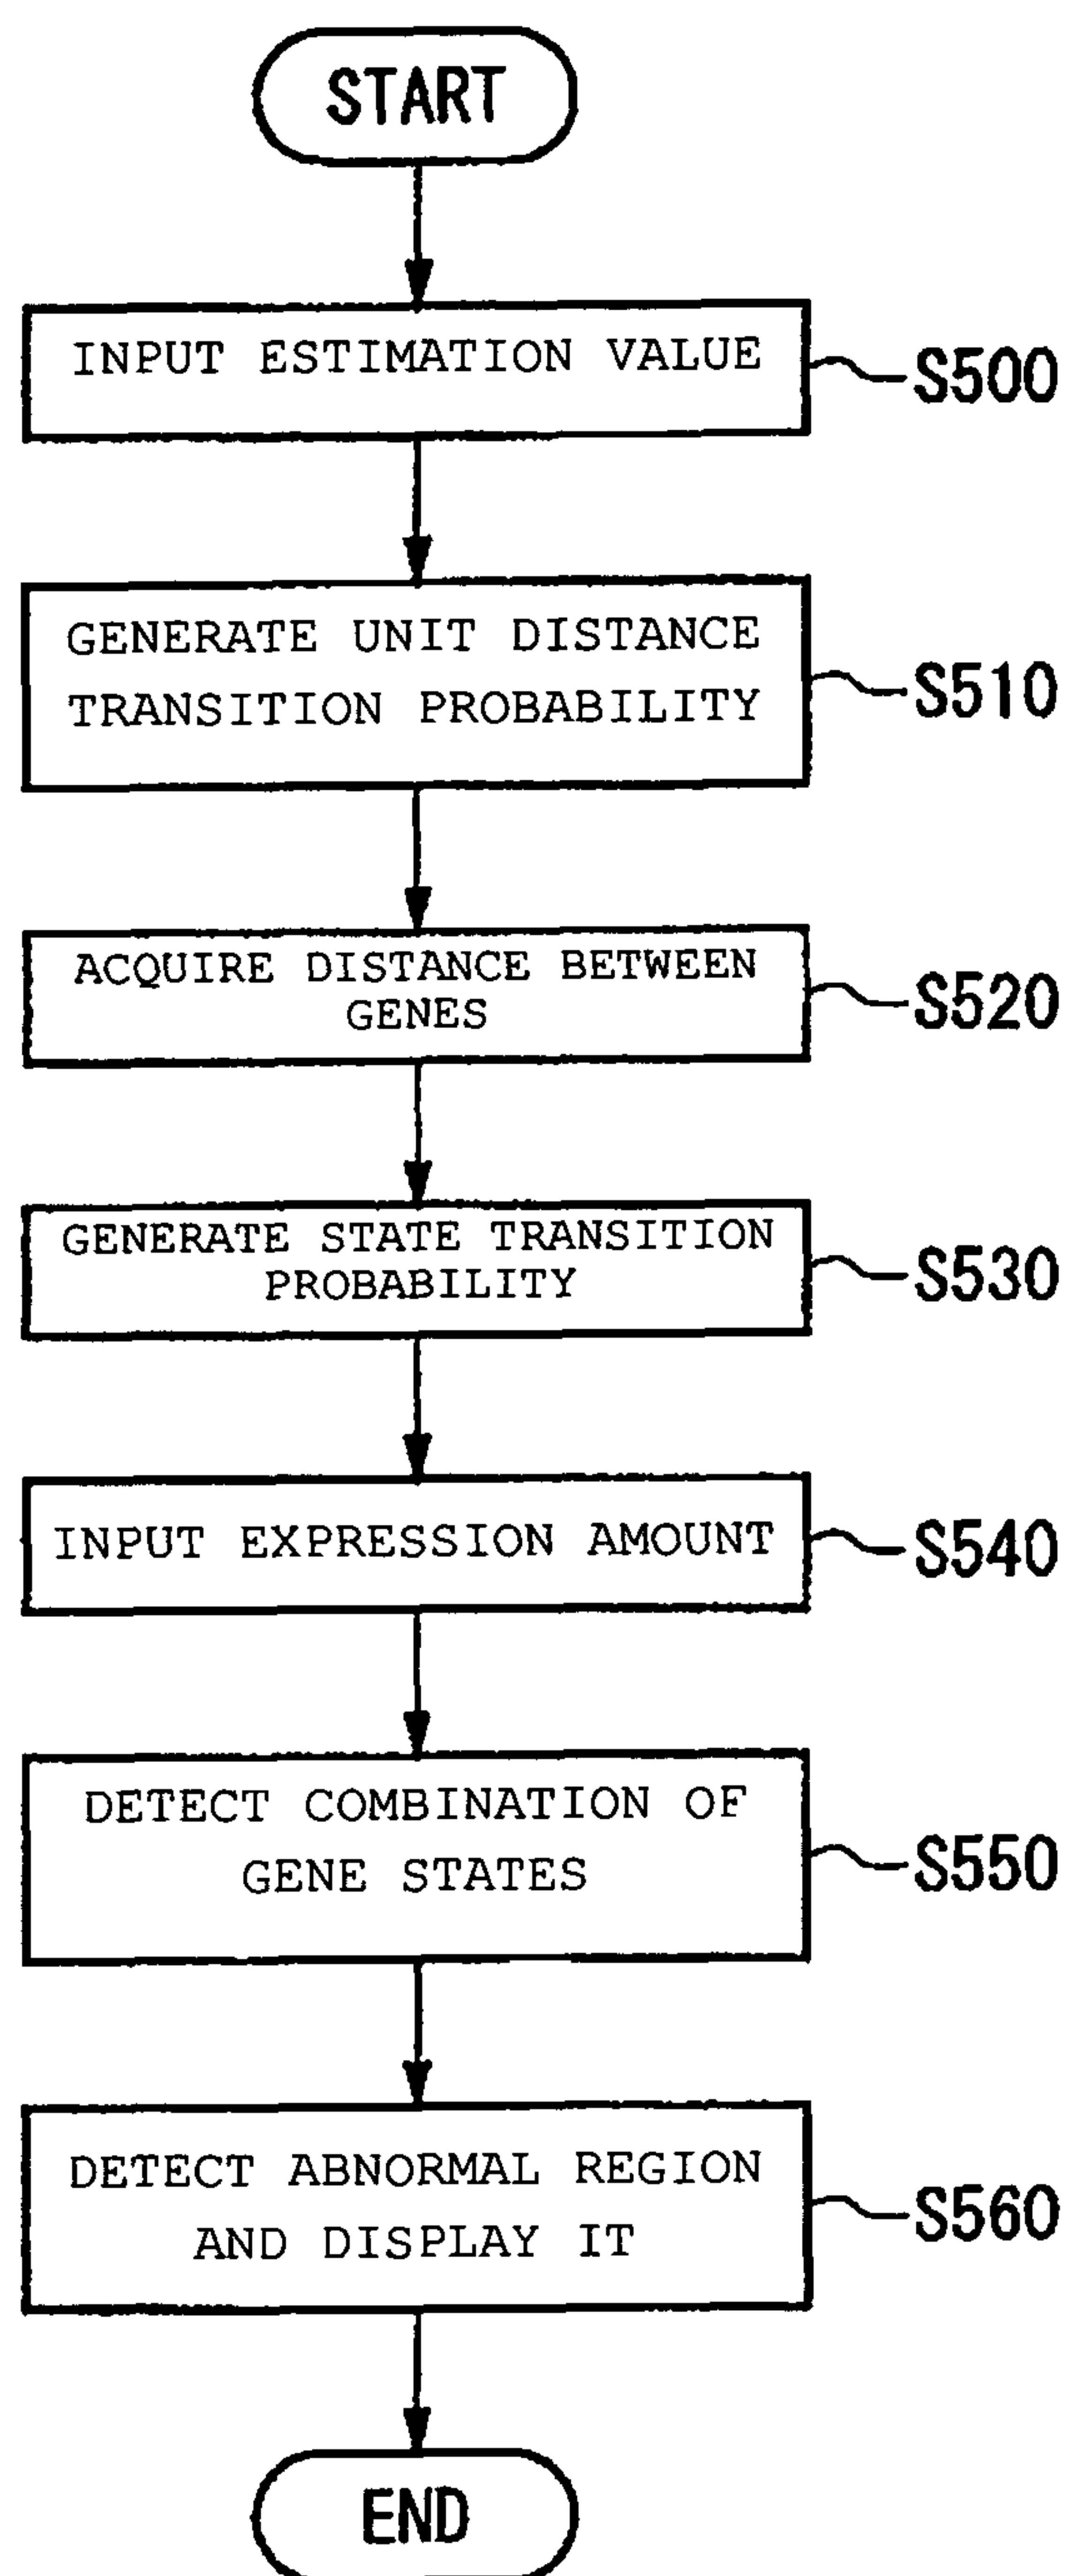 START
INPUT ESTIMATION VALUE
S500
GENERATE UNIT DISTANCE
TRANSITION PROBABILITY
S510
ACQUIRE DISTANCE BETWEEN
GENES
S520
GENERATE STATE TRANSITION
PROBABILITY
S530
INPUT EXPRESSION AMOUNT
S540
DETECT COMBINATION OF
GENE STATES
S550
DETECT ABNORMAL REGION
AND DISPLAY IT
S560
END